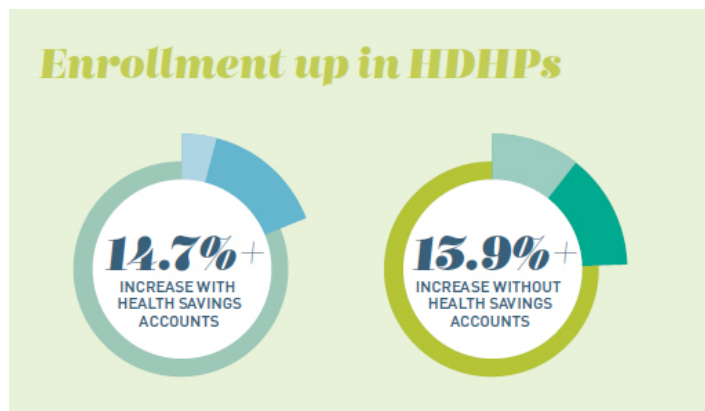 Enrollment up in HDHPs
14.7%+
INCREASE WITH
HEALTH SAVINGS
ACCOUNTS
13.9%+
INCREASE WITHOUT
HEALTH SAVINGS
ACCOUNTS